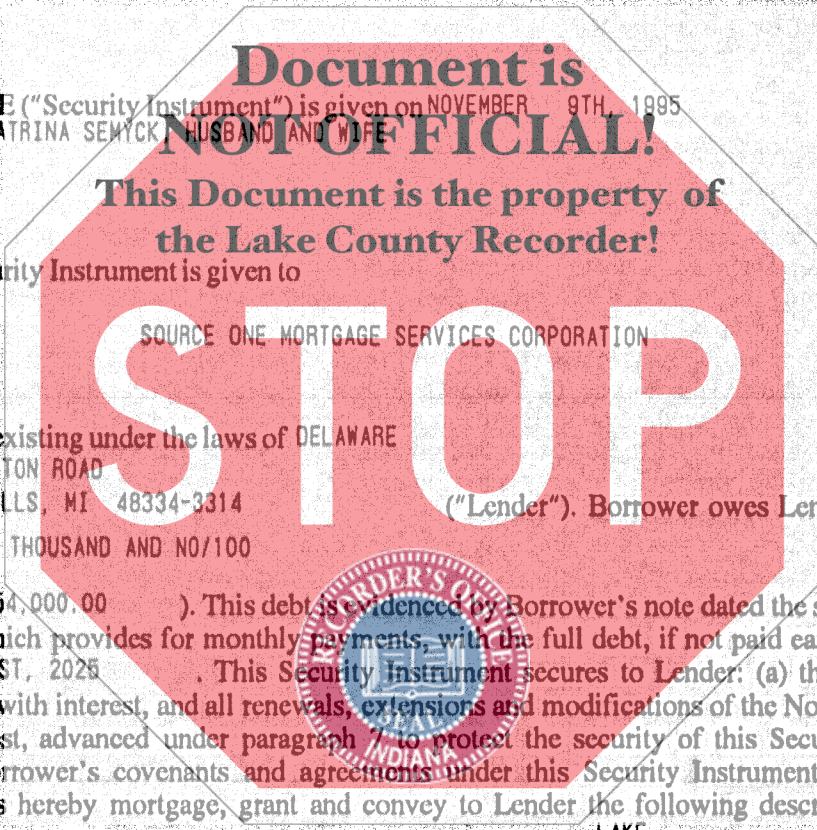 Document is
E ("Security Instrument") is given on NOVEMBER 9TH, 1995
ATRINA SEMYCK, HUSBAND AND WIFE
NOT OFFICIAL!
This Document is the property of
the Lake County Recorder!
rity Instrument is given to
SOURCE ONE MORTGAGE SERVICES CORPORATION
STOP
existing under the laws of DELAWARE
TON ROAD
LLS, MI 48334-3314 ("Lender"). Borrower owes Len
THOUSAND AND NO/100
54,000.00 ). This debt is evidenced by Borrower's note dated the s
ich provides for monthly payments, with the full debt, if not paid ea
ST, 2025 . This Security Instrument secures to Lender: (a) th
with interest, and all renewals, extensions and modifications of the No
st, advanced under paragraph to protect the security of this Secu
rrower's covenants and agreements under this Security Instrument
s hereby mortgage, grant and convey to Lender the following descr
LAKE
RECORDER'S OFFICE
SEAL
INDIANA